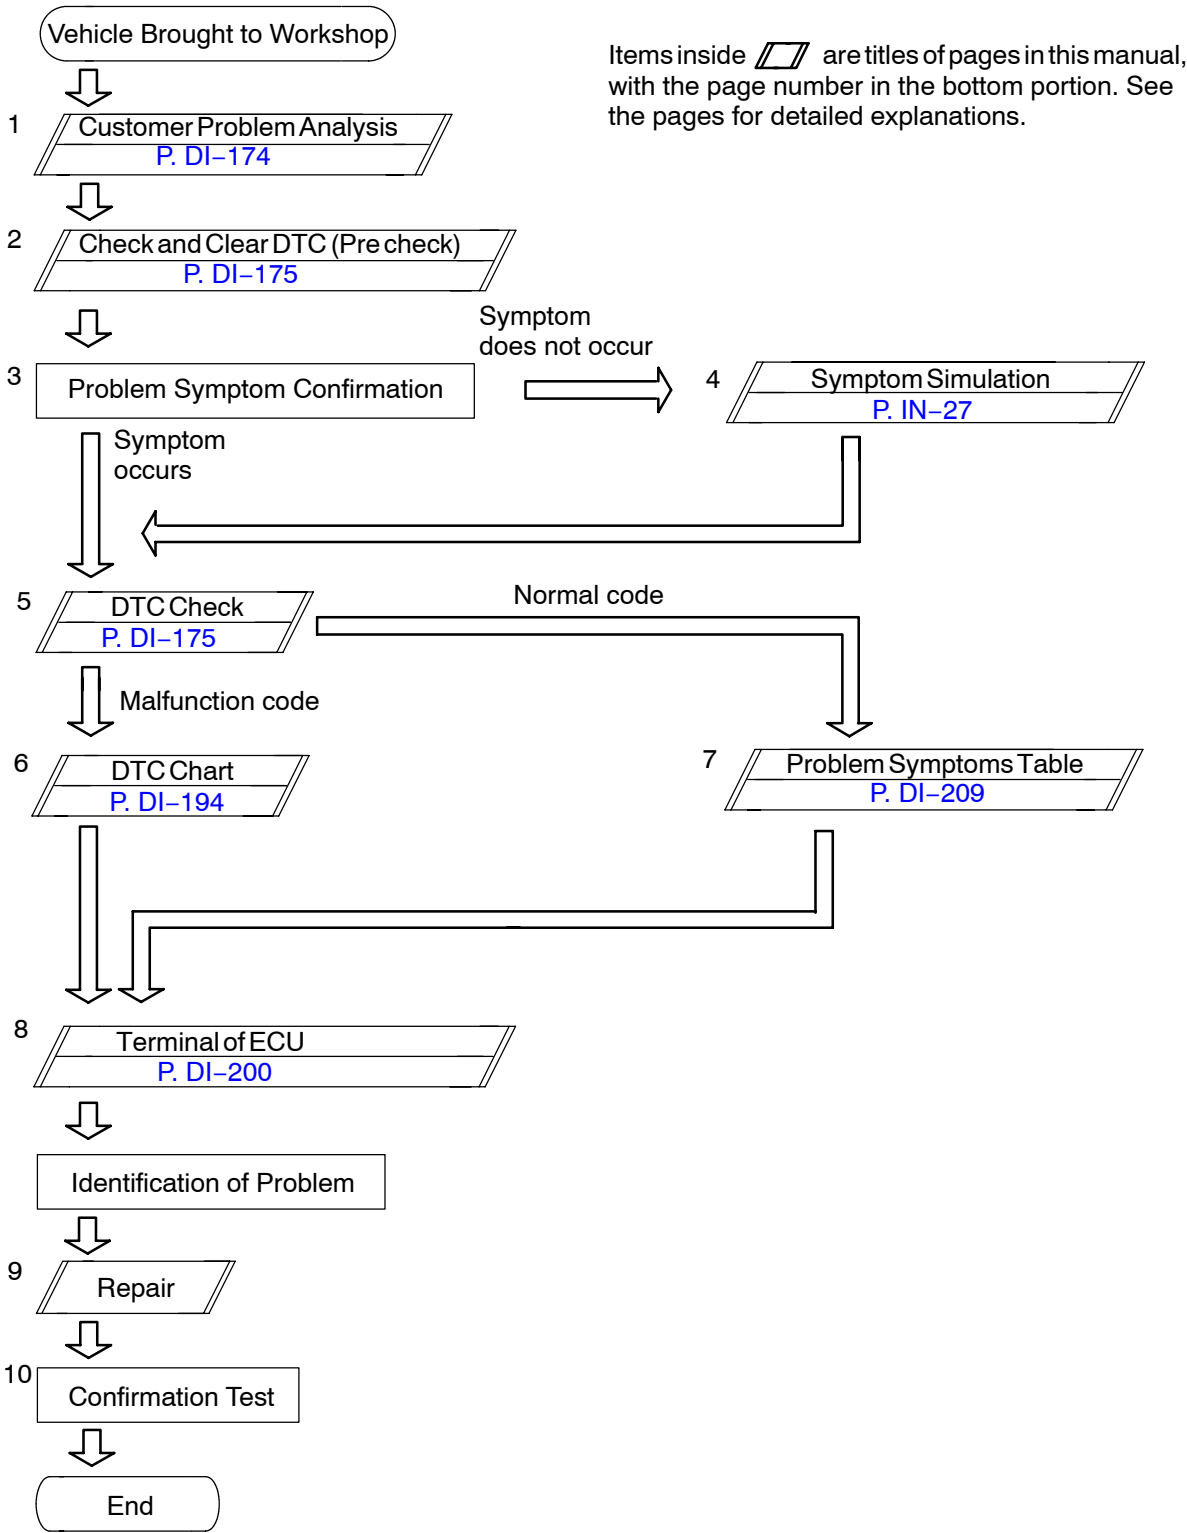 Vehicle Brought to Workshop
Items inside are titles of pages in this manual,
with the page number in the bottom portion. See
the pages for detailed explanations.
1
Customer Problem Analysis
P. DI–174
2
Check and Clear DTC (Pre check)
P. DI–175
Symptom
does not occur
3
Problem Symptom Confirmation
4
Symptom Simulation
P. IN–27
Symptom
occurs
5
DTC Check
P. DI–175
Normal code
Malfunction code
6
DTC Chart
P. DI–194
7
Problem Symptoms Table
P. DI–209
8
Terminal of ECU
P. DI–200
Identification of Problem
9
Repair
10
Confirmation Test
End